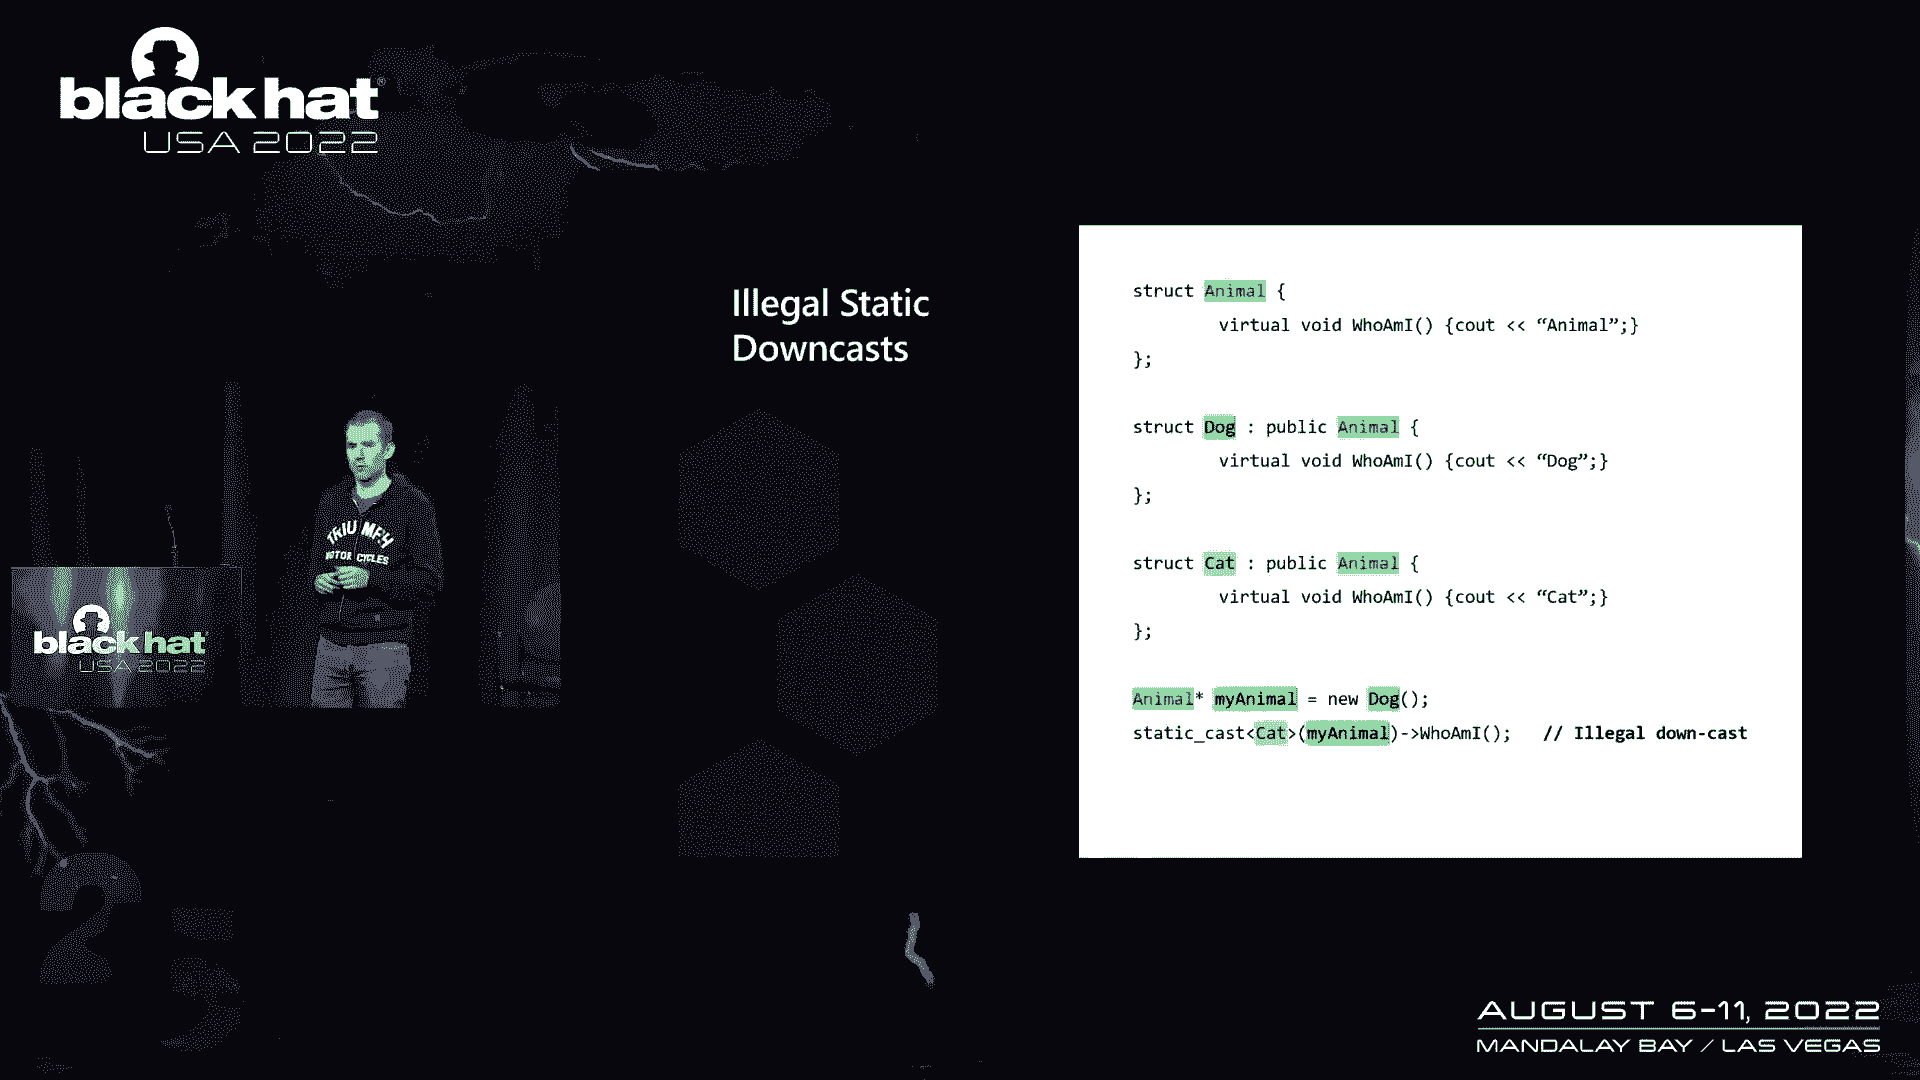 black hat®
USA 2022
Illegal Static
Downcasts
TRIUMPH
MOTOR CYCLES
black hat
USA 2022
25
struct Animal {
virtual void WhoAmI() {cout << “Animal”;}
};
struct Dog : public Animal {
virtual void WhoAmI() {cout << “Dog”;}
};
struct Cat : public Animal {
virtual void WhoAmI() {cout << “Cat”;}
};
Animal* myAnimal = new Dog();
static_cast<Cat>(myAnimal)->WhoAmI();   // Illegal down-cast
AUGUST 6-11, 2022
MANDALAY BAY / LAS VEGAS